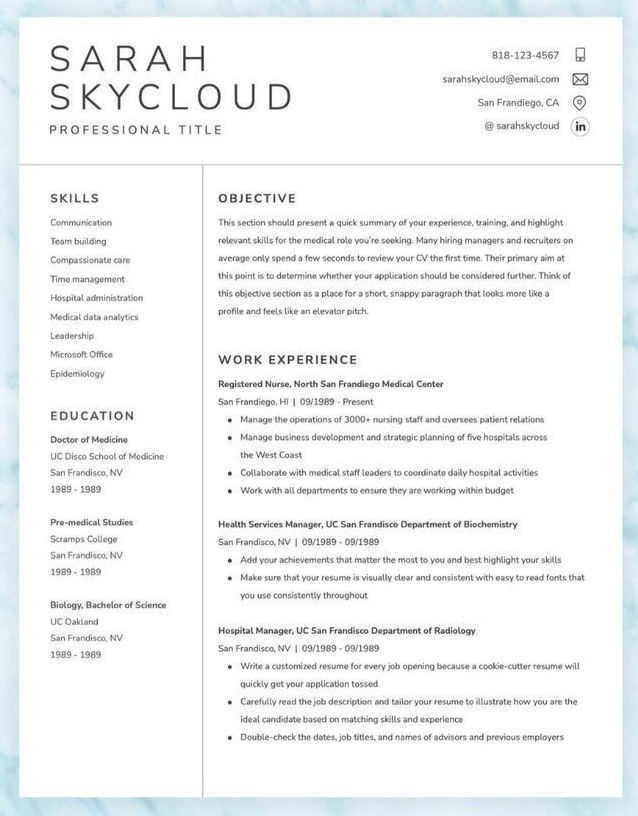 SARAH
SKYCLOUD
PROFESSIONAL TITLE
818-123-4567
sarahskycloud@email.com
San Frandiego, CA
@ sarahskycloud
in
SKILLS
Communication
Team building
Compassionate care
Time management
Hospital administration
Medical data analytics
Leadership
Microsoft Office
Epidemiology
EDUCATION
Doctor of Medicine
UC Disco School of Medicine
San Frandisco, NV
1989 - 1989
Pre-medical Studies
Scramps College
San Frandisco, NV
1989 - 1989
Biology, Bachelor of Science
UC Oakland
San Frandisco, NV
1989 - 1989
OBJECTIVE
This section should present a quick summary of your experience, training, and highlight
relevant skills for the medical role you're seeking. Many hiring managers and recruiters on
average only spend a few seconds to review your CV the first time. Their primary aim at
this point is to determine whether your application should be considered further. Think of
this objective section as a place for a short, snappy paragraph that looks more like a
profile and feels like an elevator pitch.
WORK EXPERIENCE
Registered Nurse, North San Frandiego Medical Center
San Frandiego, HI | 09/1989 - Present
• Manage the operations of 3000+ nursing staff and oversees patient relations
• Manage business development and strategic planning of five hospitals across
the West Coast
• Collaborate with medical staff leaders to coordinate daily hospital activities
• Work with all departments to ensure they are working within budget
Health Services Manager, UC San Frandisco Department of Biochemistry
San Frandisco, NV | 09/1989 - 09/1989
• Add your achievements that matter the most to you and best highlight your skills
• Make sure that your resume is visually clear and consistent with easy to read fonts that
you use consistently throughout
Hospital Manager, UC San Frandisco Department of Radiology
San Frandisco, NV | 09/1989 - 09/1989
• Write a customized resume for every job opening because a cookie-cutter resume will
quickly get your application tossed
• Carefully read the job description and tailor your resume to illustrate how you are the
ideal candidate based on matching skills and experience
• Double-check the dates, job titles, and names of advisors and previous employers